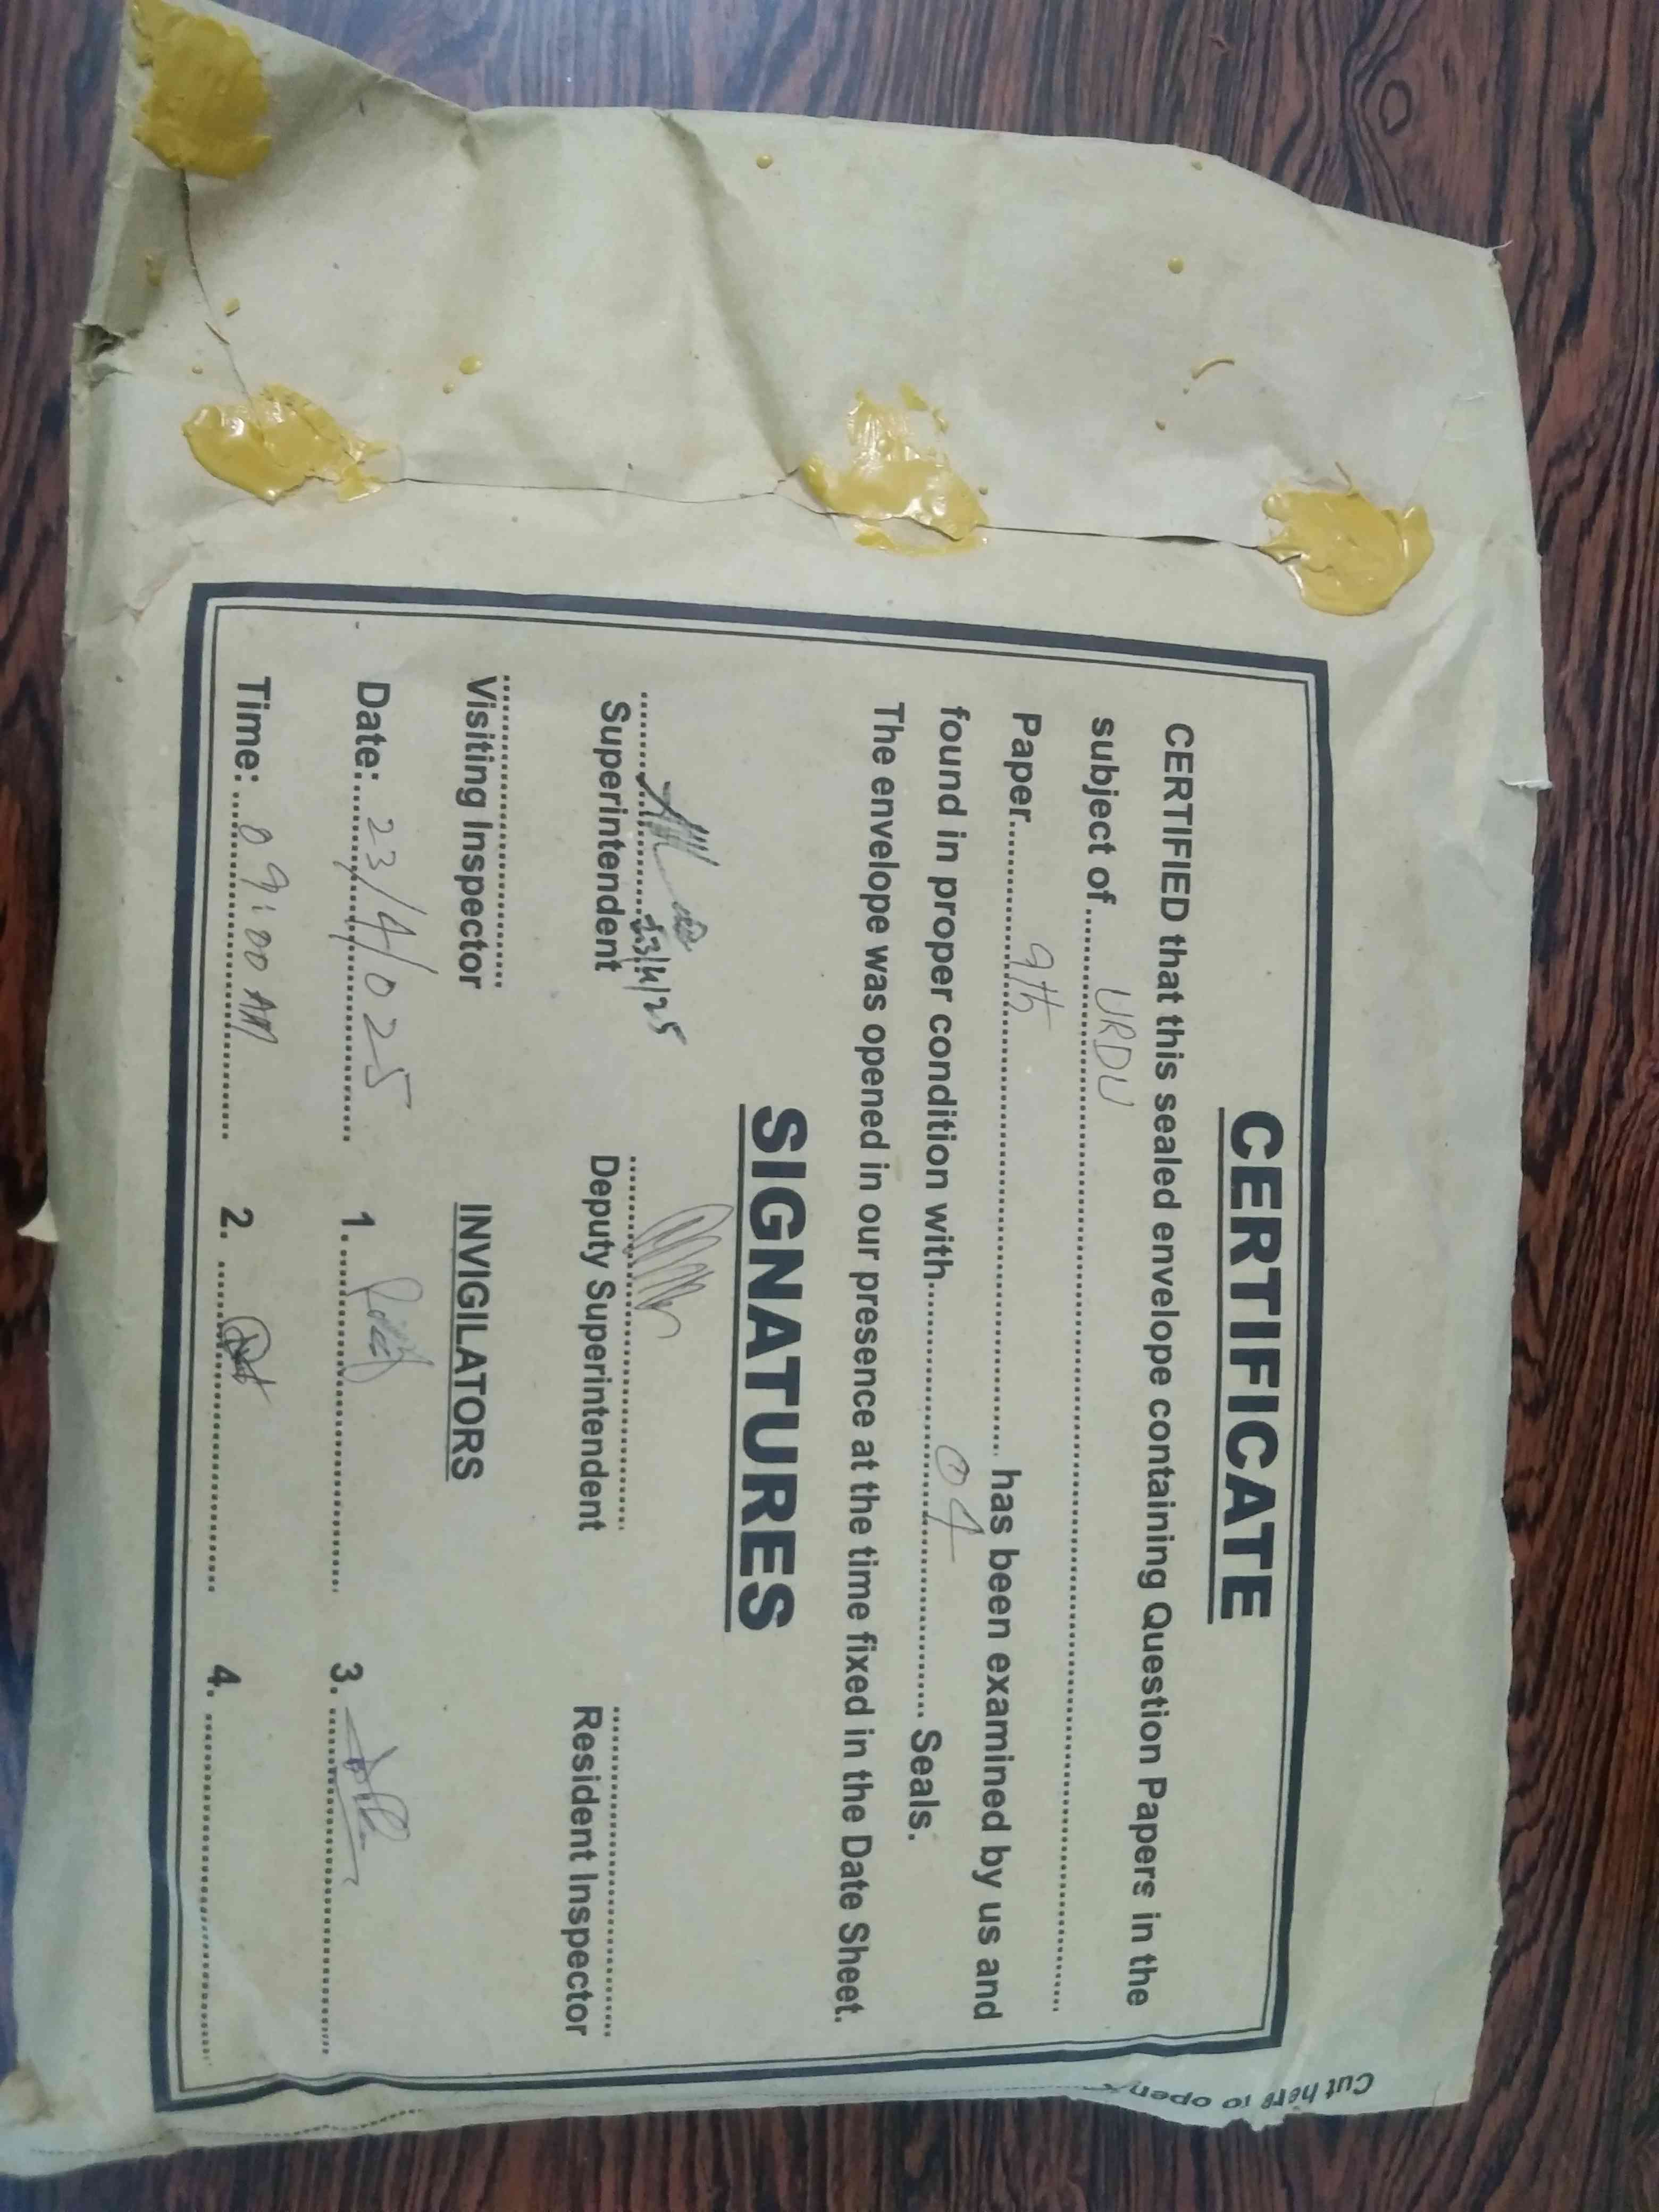 CERTIFICATE
CERTIFIED that this sealed envelope containing Question Papers in the
subject of URDU
Paper 9th has been examined by us and
found in proper condition with 04 Seals.
The envelope was opened in our presence at the time fixed in the Date Sheet.
SIGNATURES
23/4/25
Superintendent Deputy Superintendent Resident Inspector
Visiting Inspector INVIGILATORS
Date: 23/4/025 1. 3.
Time: 09:00 AM 2. 4.
Cut here to open